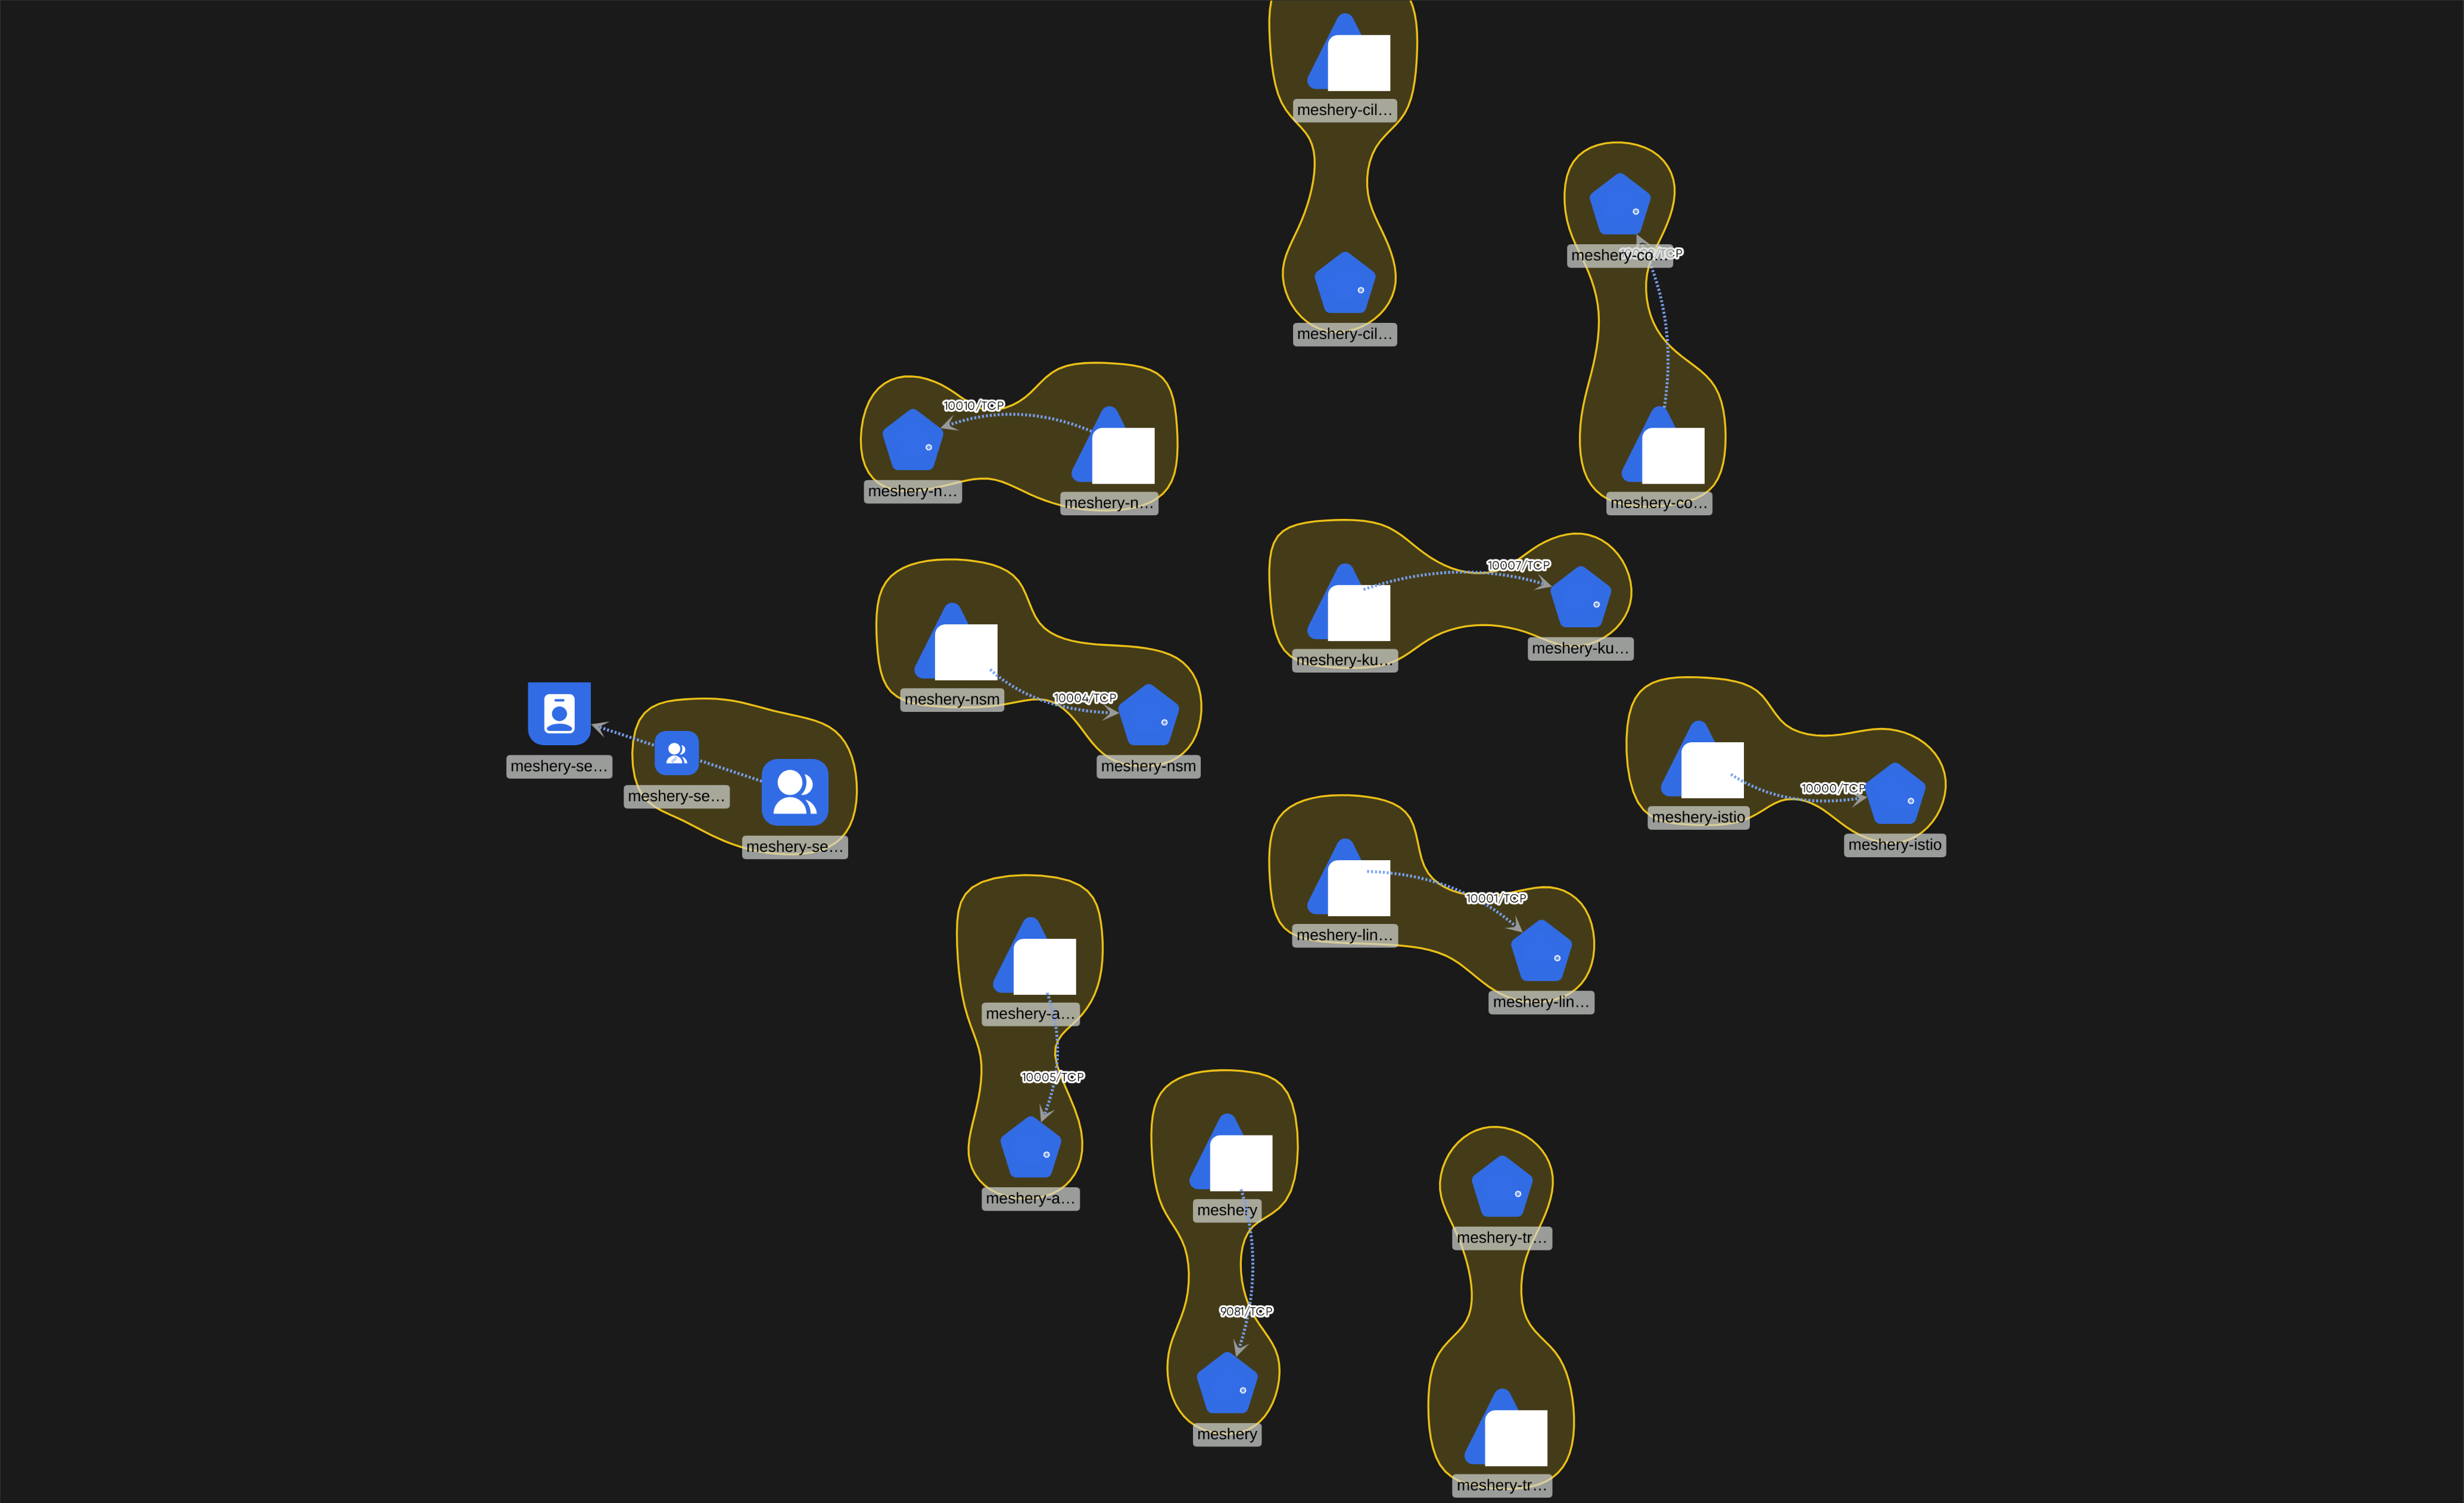 meshery-cil…
meshery-cil…
meshery-co…
meshery-co…
10010/TCP
meshery-n…
meshery-n…
10007/TCP
meshery-ku…
meshery-ku…
meshery-nsm
10004/TCP
meshery-nsm
meshery-se…
meshery-se…
meshery-se…
10000/TCP
meshery-istio
meshery-istio
10001/TCP
meshery-lin…
meshery-lin…
meshery-a…
10005/TCP
meshery-a…
meshery
9081/TCP
meshery
meshery-tr…
meshery-tr…